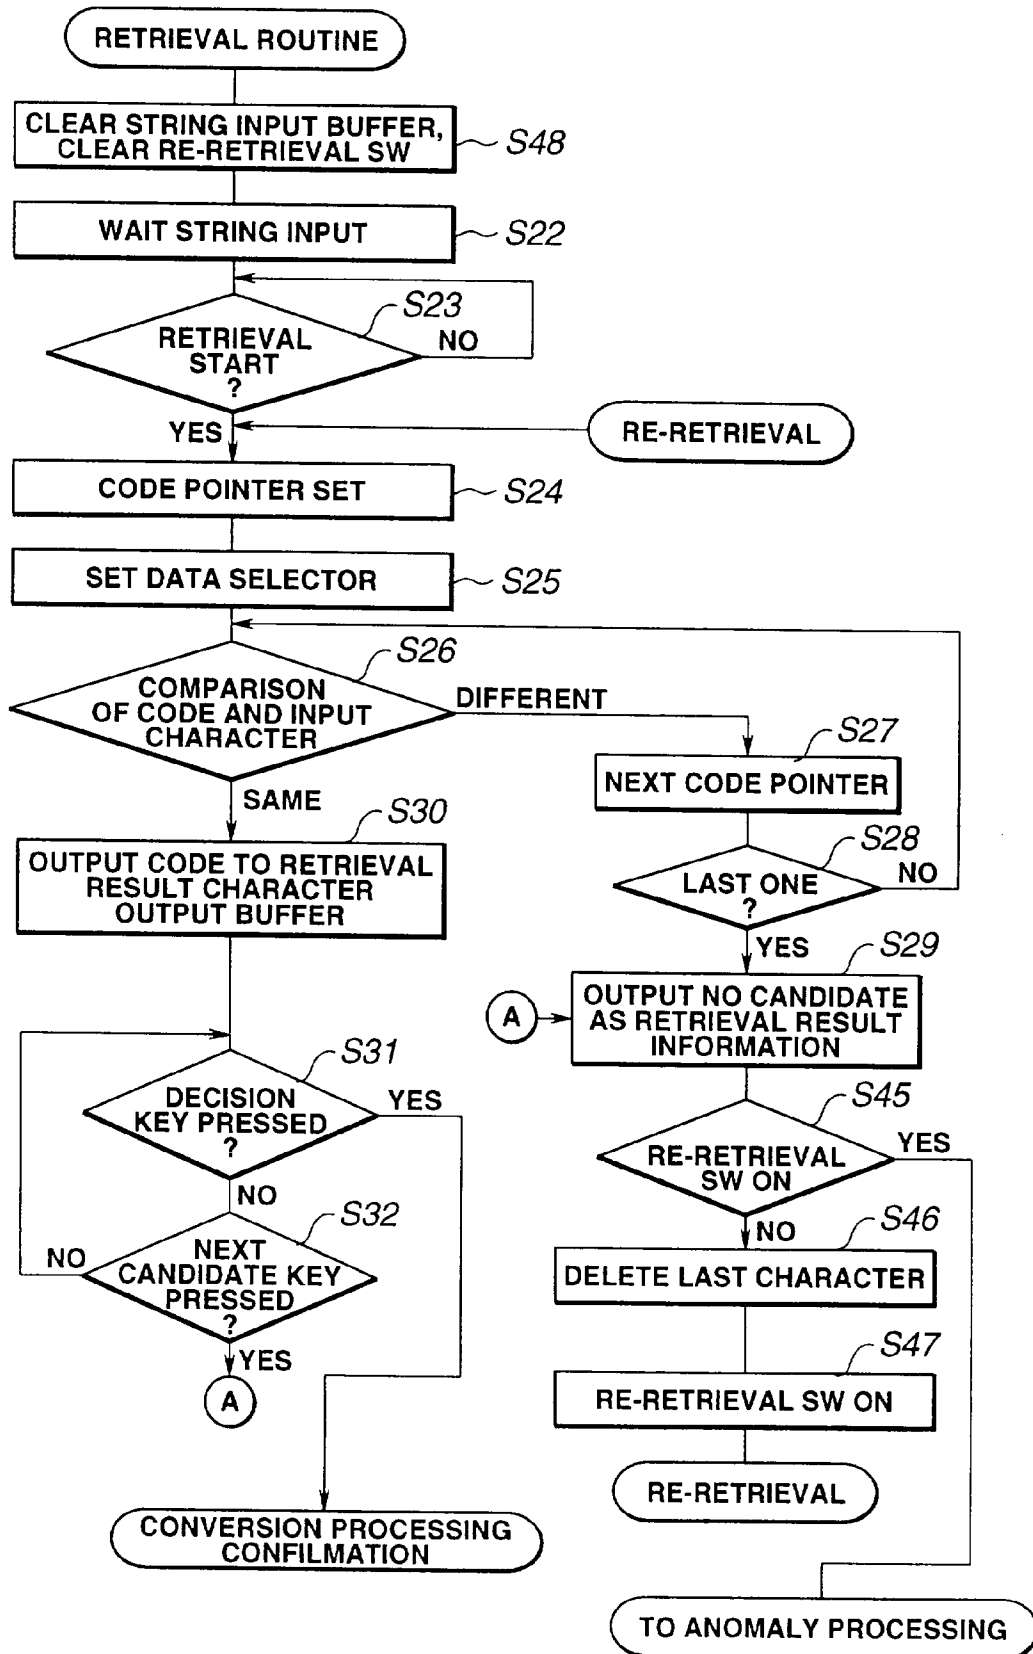 RETRIEVAL ROUTINE
CLEAR STRING INPUT BUFFER,
CLEAR RE-RETRIEVAL SW
S48
WAIT STRING INPUT
S22
S23
RETRIEVAL
START
?
NO
YES
RE-RETRIEVAL
CODE POINTER SET
S24
SET DATA SELECTOR
S25
S26
COMPARISON
OF CODE AND INPUT
CHARACTER
DIFFERENT
SAME
S27
NEXT CODE POINTER
S28
LAST ONE
?
NO
YES
S30
OUTPUT CODE TO RETRIEVAL
RESULT CHARACTER
OUTPUT BUFFER
S29
A
OUTPUT NO CANDIDATE
AS RETRIEVAL RESULT
INFORMATION
S31
DECISION
KEY PRESSED
?
YES
NO
S32
NEXT
CANDIDATE KEY
PRESSED
?
NO
YES
A
CONVERSION PROCESSING
CONFILMATION
S45
RE-RETRIEVAL
SW ON
YES
NO
S46
DELETE LAST CHARACTER
S47
RE-RETRIEVAL SW ON
RE-RETRIEVAL
TO ANOMALY PROCESSING